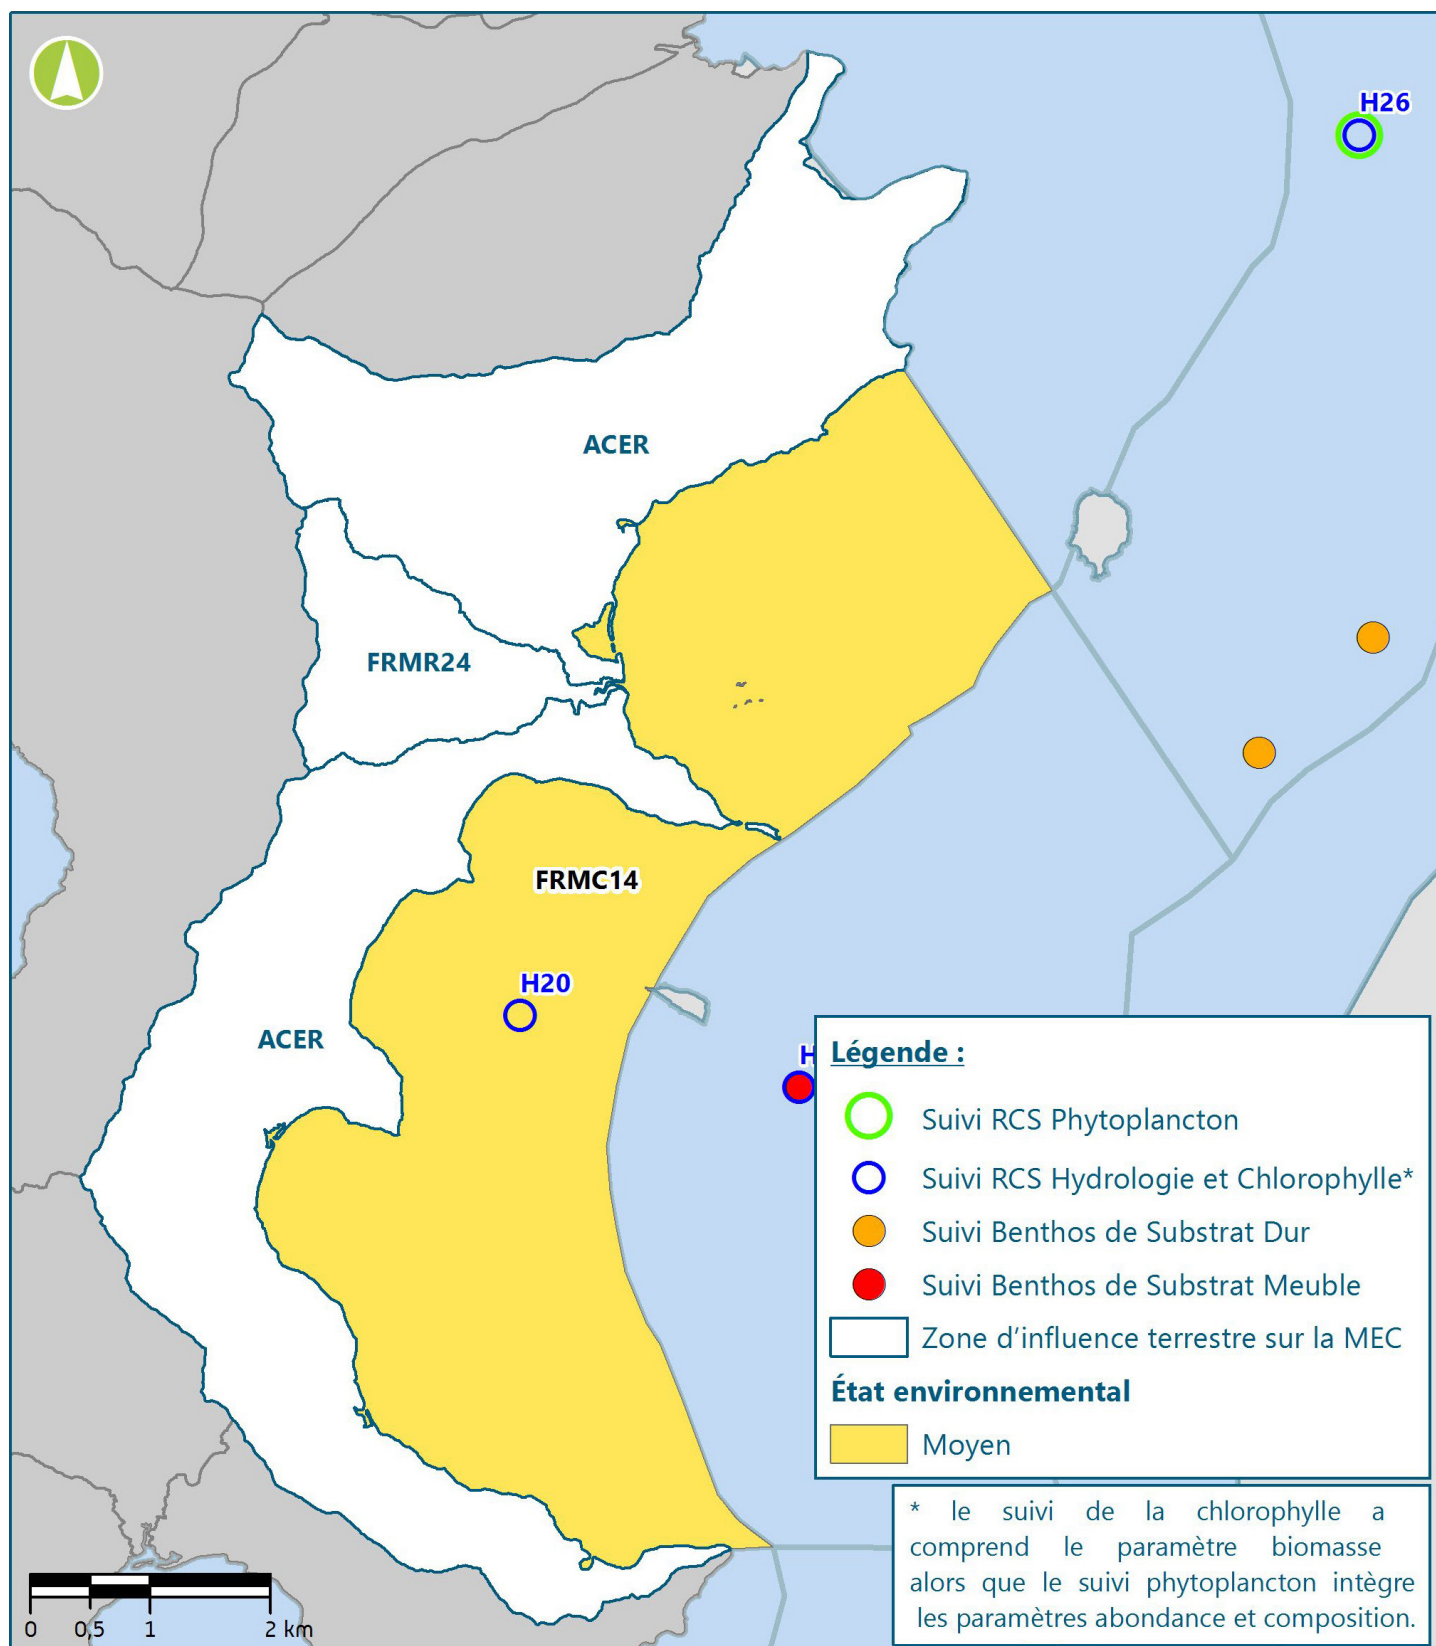 H26
ACER
FRMR24
FRMC14
H20
ACER
H
Légende :
Suivi RCS Phytoplancton
Suivi RCS Hydrologie et Chlorophylle*
Suivi Benthos de Substrat Dur
Suivi Benthos de Substrat Meuble
Zone d'influence terrestre sur la MEC
État environnemental
Moyen
* le suivi de la chlorophylle a
comprend le paramètre biomasse
alors que le suivi phytoplancton intègre
les paramètres abondance et composition.
0 0,5 1 2 km